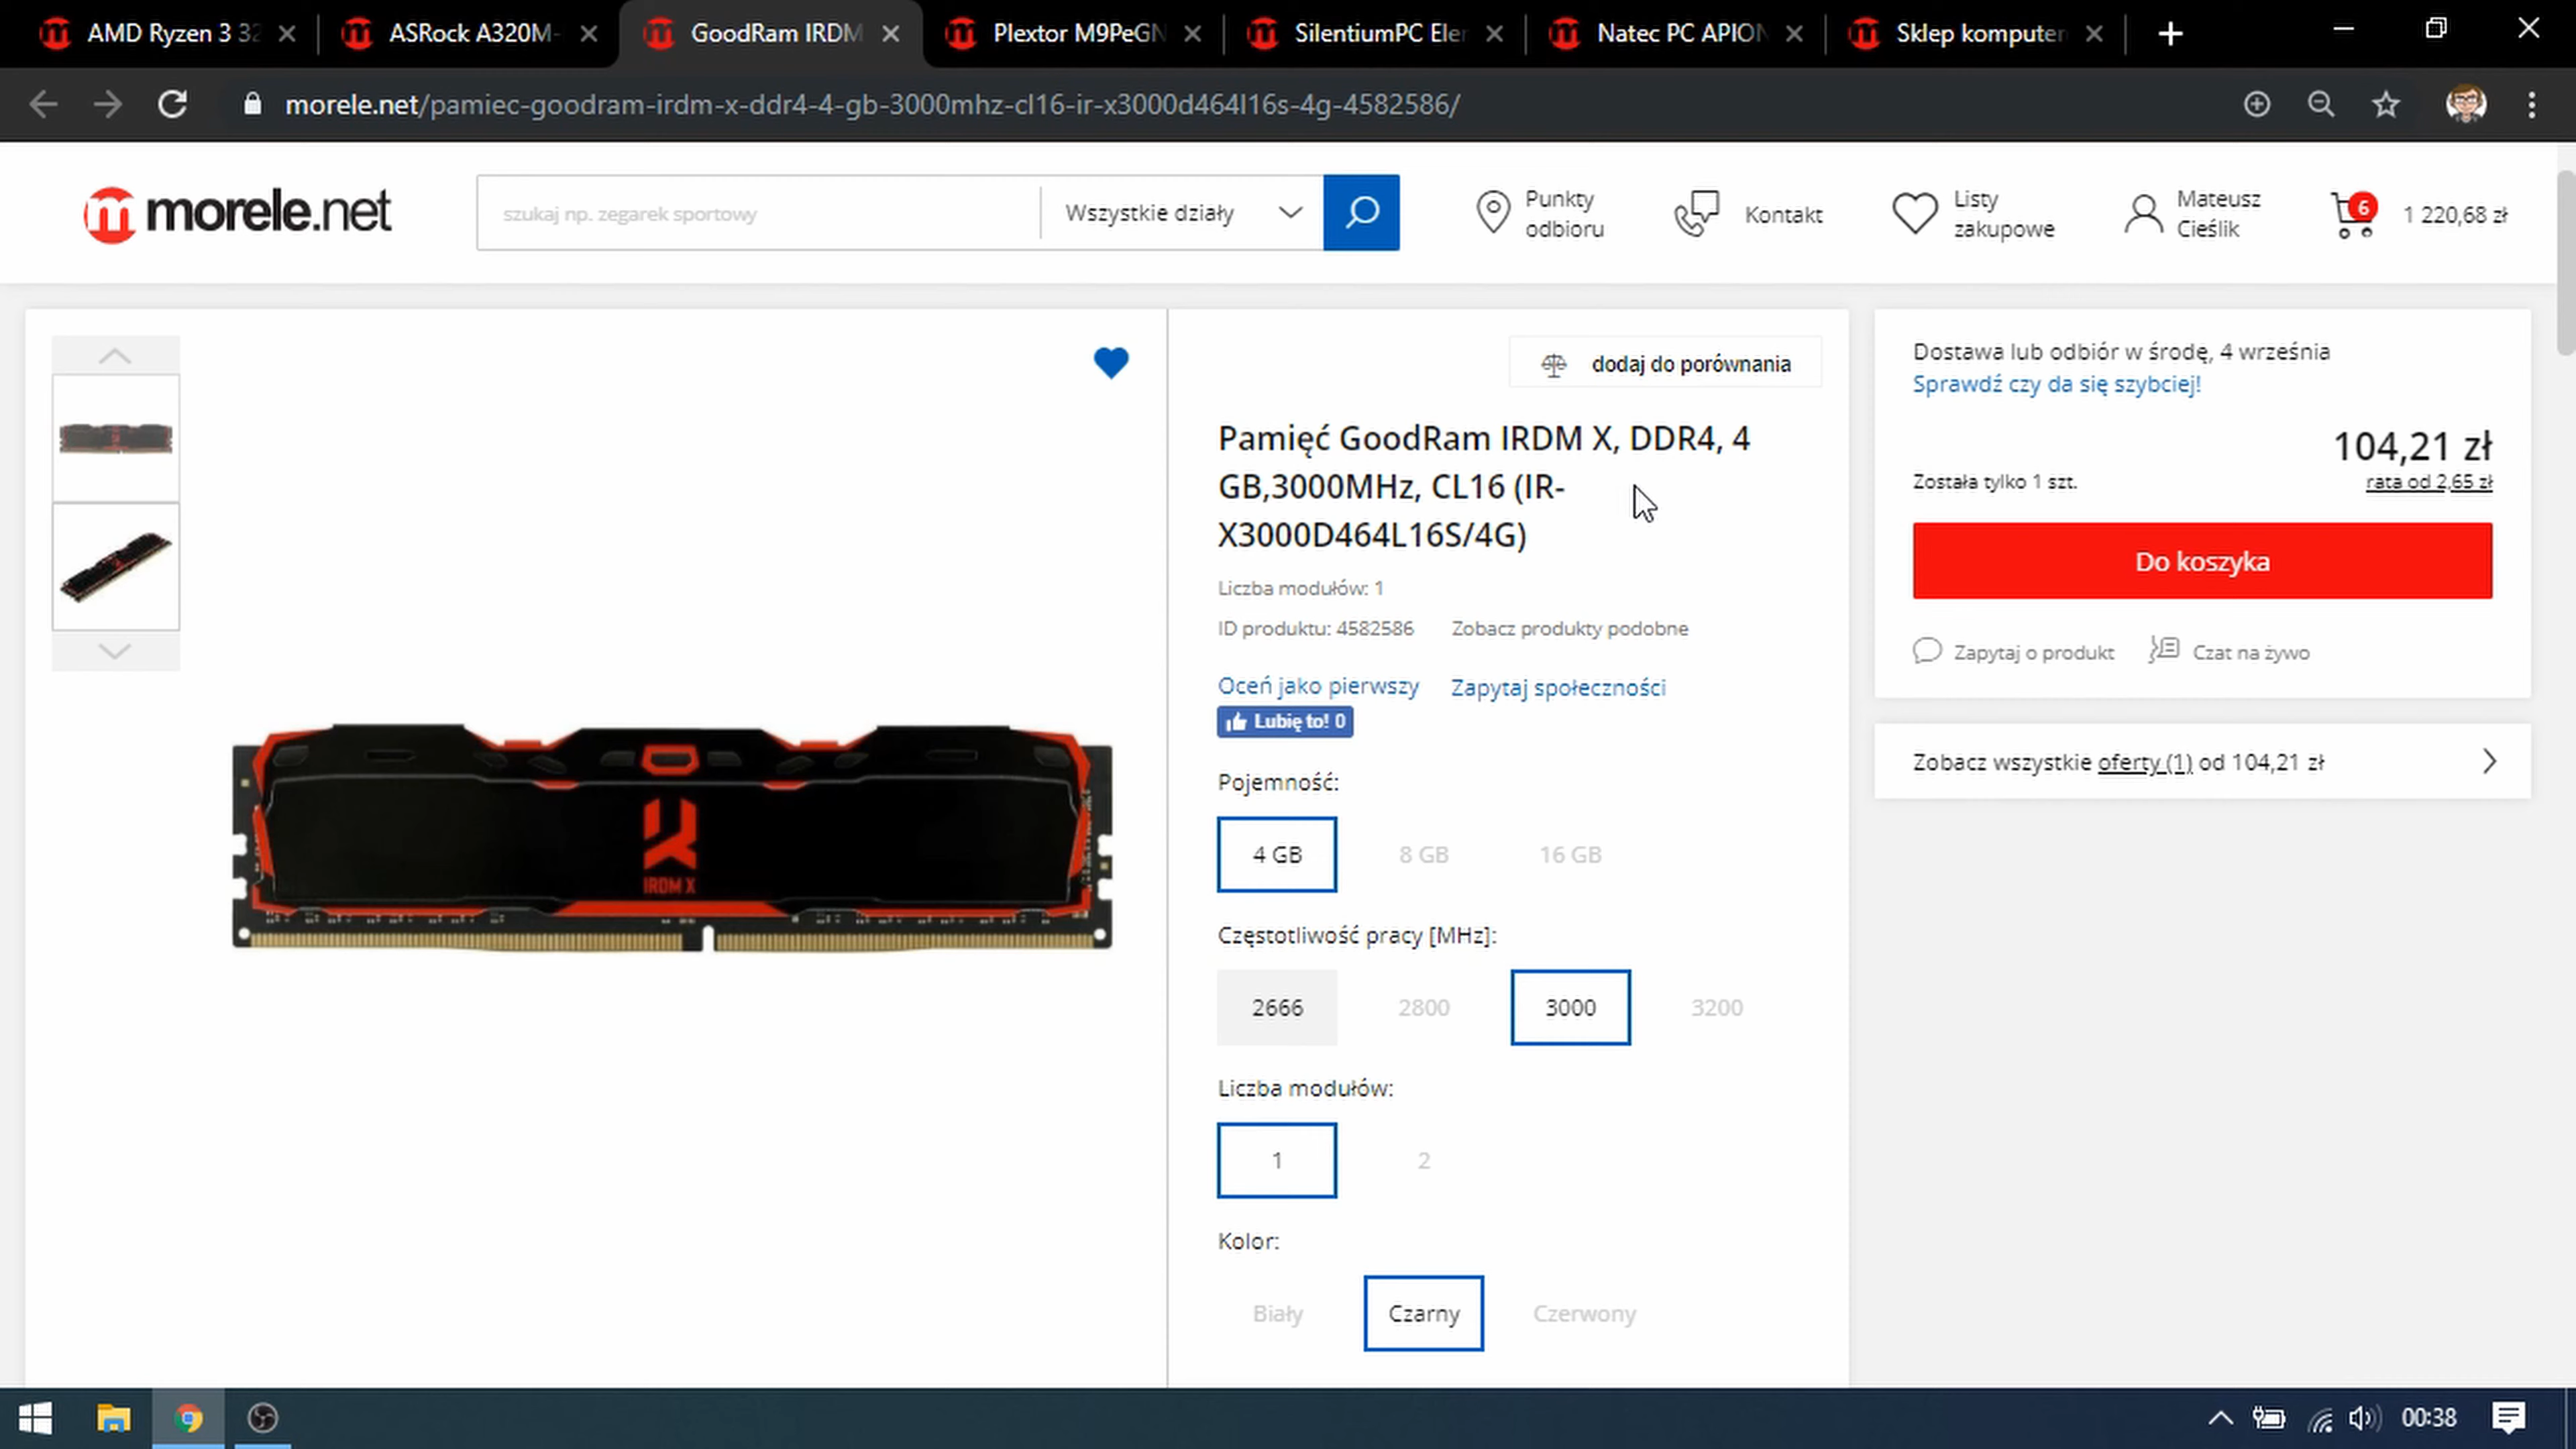 AMD Ryzen 3 32
ASRock A320M-
GoodRam IRDM
Plextor M9PeGN
SilentiumPC Ele
Natec PC APION
Sklep komputer
morele.net/pamiec-goodram-irdm-x-ddr4-4-gb-3000mhz-cl16-ir-x3000d464l16s-4g-4582586/
morele.net
szukaj np. zegarek sportowy
Wszystkie działy
Punkty
odbioru
Kontakt
Listy
zakupowe
Mateusz
Cieślik
6
1 220,68 zł
dodaj do porównania
Pamięć GoodRam IRDM X, DDR4, 4
GB,3000MHz, CL16 (IR-
X3000D464L16S/4G)
Liczba modułów: 1
ID produktu: 4582586
Zobacz produkty podobne
Oceń jako pierwszy
Zapytaj społeczności
Lubię to! 0
Pojemność:
4 GB
8 GB
16 GB
Częstotliwość pracy [MHz]:
2666
2800
3000
3200
Liczba modułów:
1
2
Kolor:
Biały
Czarny
Czerwony
IRDM X
Dostawa lub odbiór w środę, 4 września
Sprawdź czy da się szybciej!
104,21 zł
Została tylko 1 szt.
rata od 2,65 zł
Do koszyka
Zapytaj o produkt
Czat na żywo
Zobacz wszystkie oferty (1) od 104,21 zł
00:38